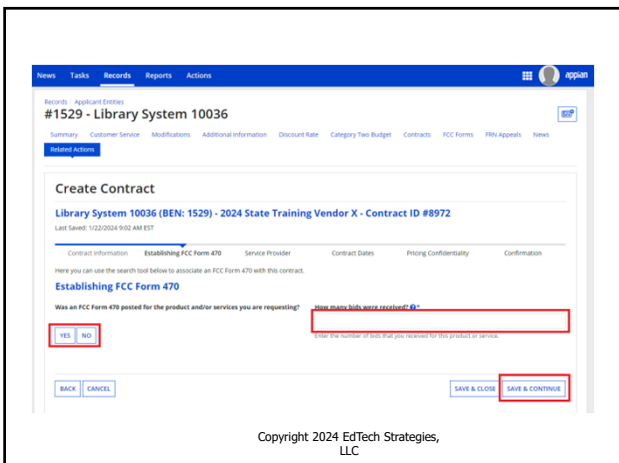 News Tasks Records Reports Actions appian
Records / Applicant Entities
#1529 - Library System 10036
Summary Customer Service Modifications Additional Information Discount Rate Category Two Budget Contracts FCC Forms FRN Appeals News
Related Actions
Create Contract
Library System 10036 (BEN: 1529) - 2024 State Training Vendor X - Contract ID #8972
Last Saved: 1/22/2024 9:02 AM EST
Contract Information Establishing FCC Form 470 Service Provider Contract Dates Pricing Confidentiality Confirmation
Here you can use the search tool below to associate an FCC Form 470 with this contract.
Establishing FCC Form 470
Was an FCC Form 470 posted for the product and/or services you are requesting? How many bids were received? *
YES NO
Enter the number of bids that you received for this product or service.
BACK CANCEL SAVE & CLOSE SAVE & CONTINUE
Copyright 2024 EdTech Strategies,
LLC